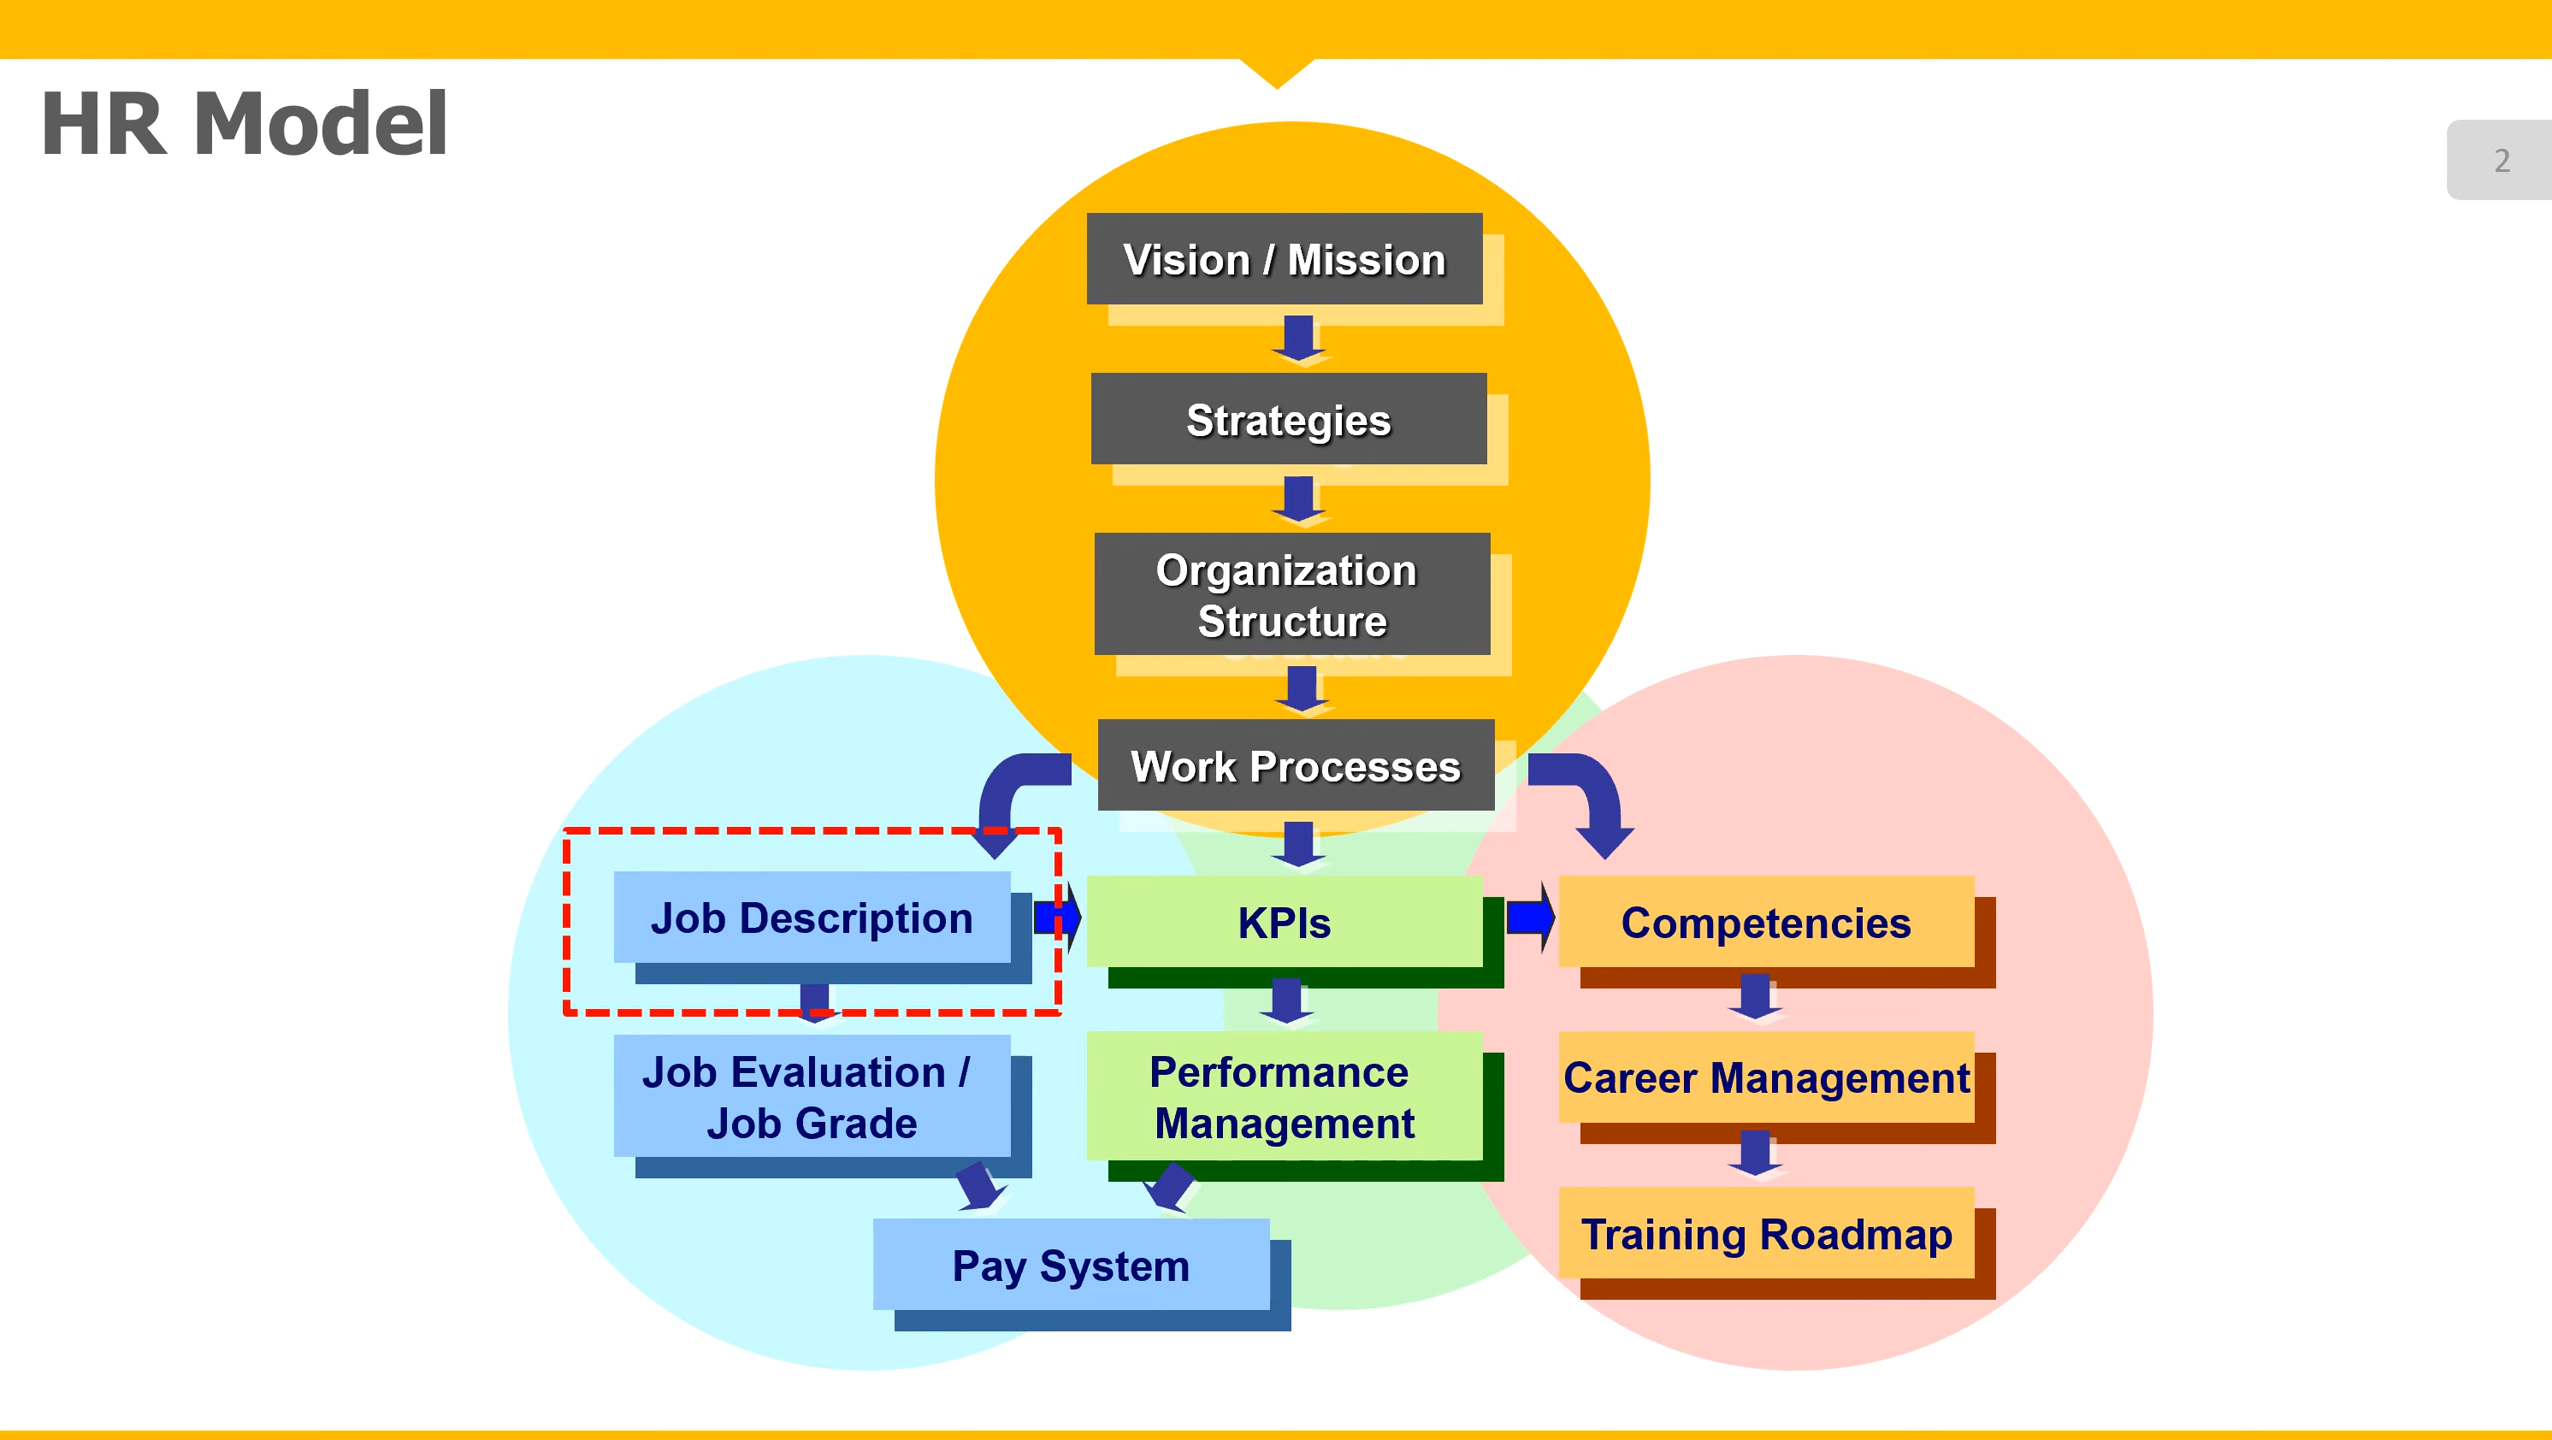 HR Model
2
Vision / Mission
Strategies
Organization
Structure
Work Processes
Job Description
KPIs
Competencies
Job Evaluation /
Job Grade
Performance
Management
Career Management
Pay System
Training Roadmap